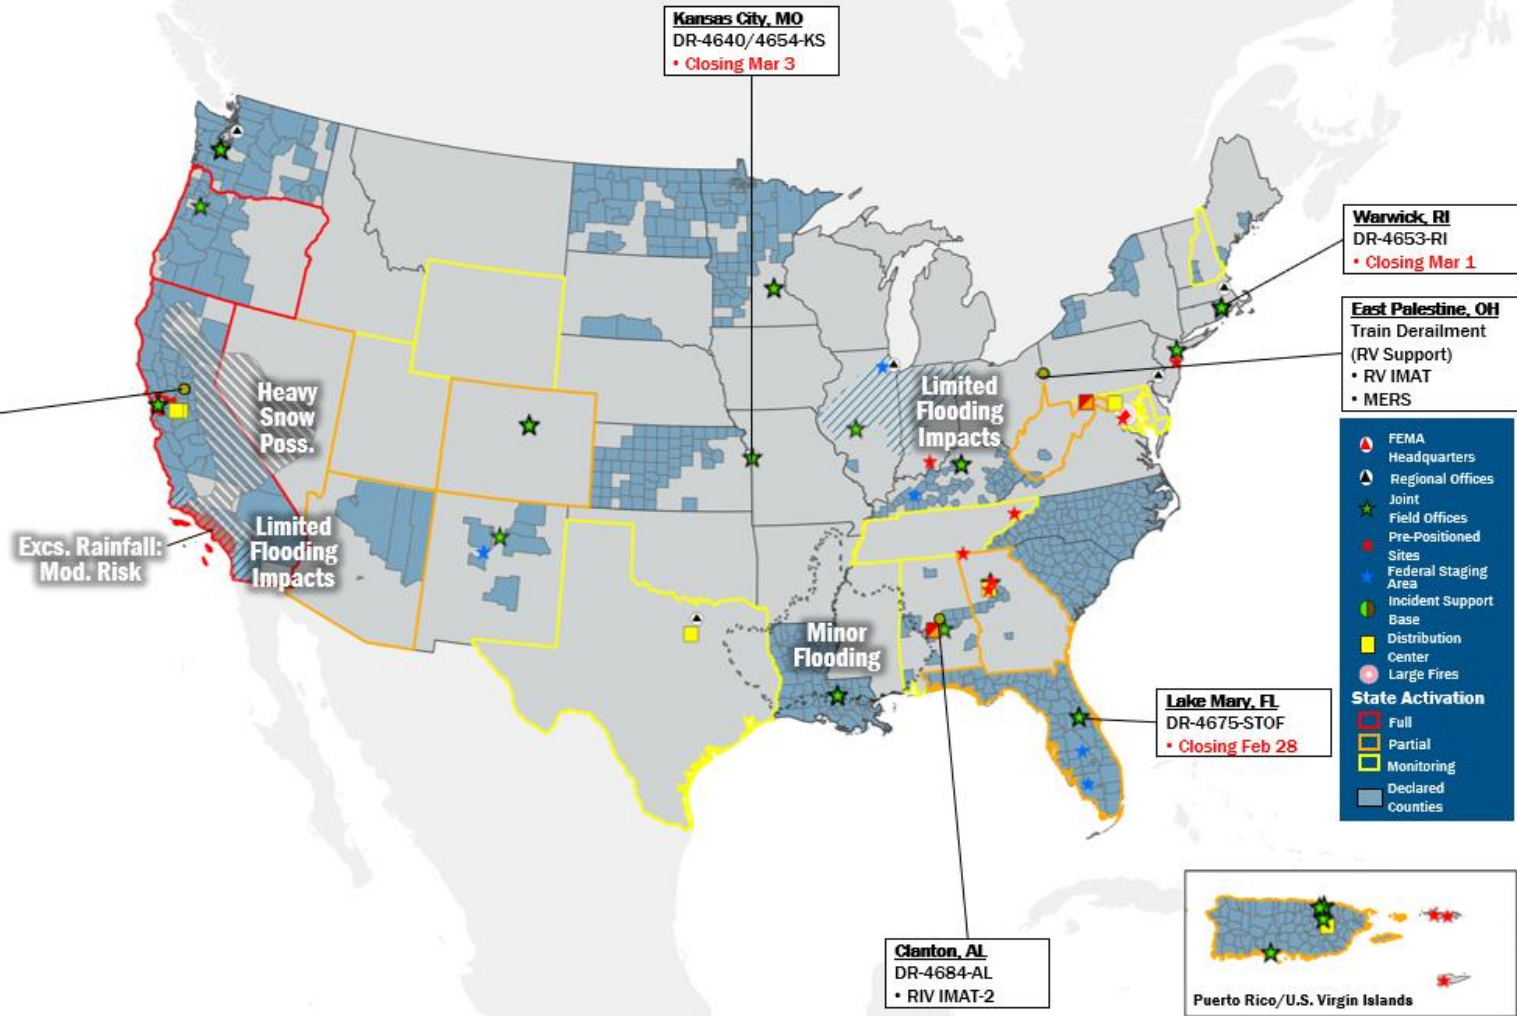 Kansas City, MO
DR-4640/4654-KS
• Closing Mar 3
Warwick, RI
DR-4653-RI
• Closing Mar 1
East Palestine, OH
Train Derailment
(RV Support)
• RV IMAT
• MERS
Heavy
Snow
Poss.
Limited
Flooding
Impacts
Excs. Rainfall:
Mod. Risk
Limited
Flooding
Impacts
Minor
Flooding
FEMA
Headquarters
Regional Offices
Joint
Field Offices
Pre-Positioned
Sites
Federal Staging
Area
Incident Support
Base
Distribution
Center
Large Fires
State Activation
Full
Partial
Monitoring
Declared
Counties
Lake Mary, FL
DR-4675-STOF
• Closing Feb 28
Clanton, AL
DR-4684-AL
• RIV IMAT-2
Puerto Rico/U.S. Virgin Islands